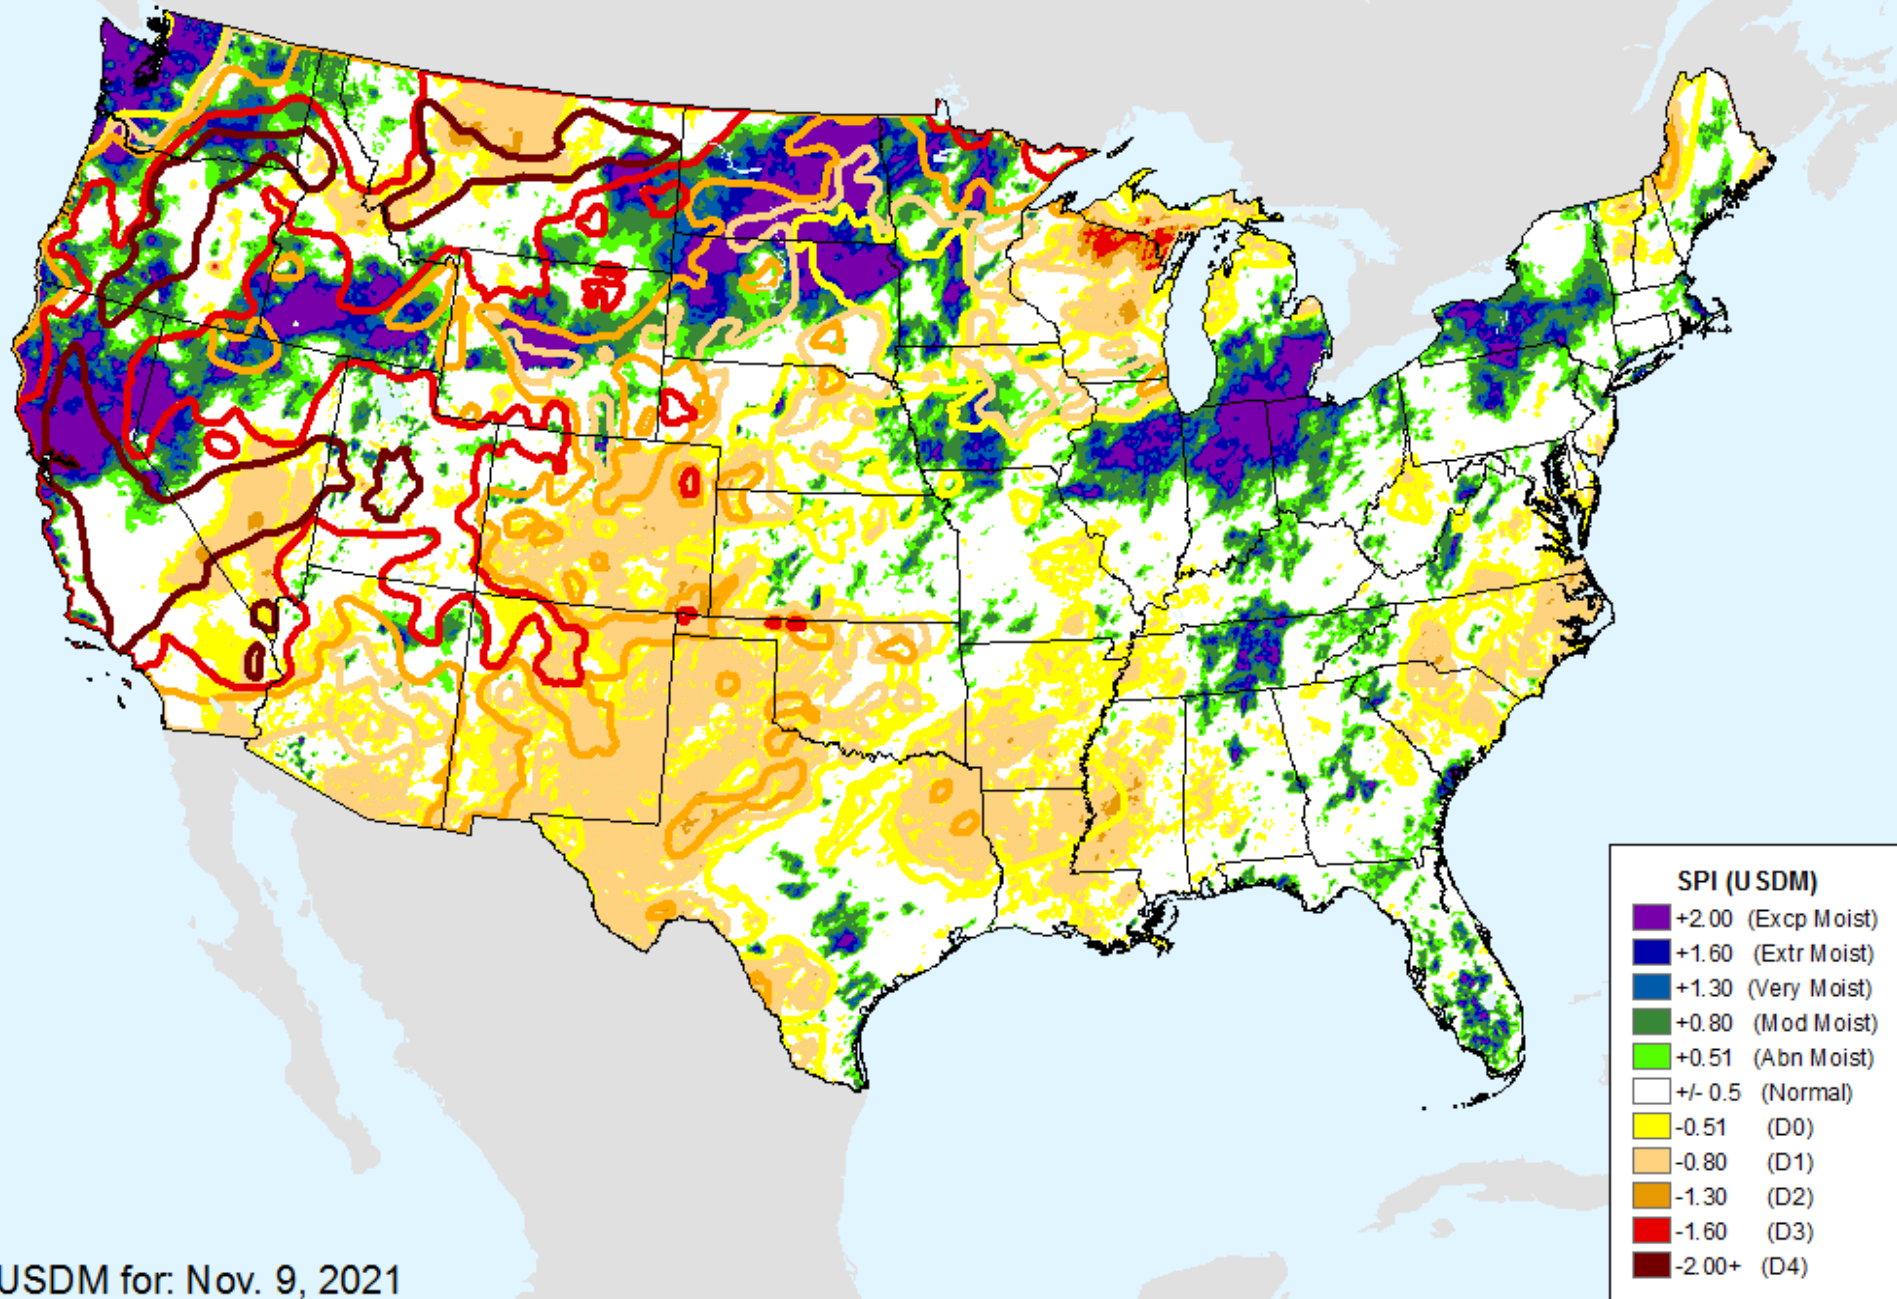 SPI (USDM)
+2.00 (Excp Moist)
+1.60 (Extr Moist)
+1.30 (Very Moist)
+0.80 (Mod Moist)
+0.51 (Abn Moist)
+/- 0.5 (Normal)
-0.51 (D0)
-0.80 (D1)
-1.30 (D2)
-1.60 (D3)
-2.00+ (D4)
USDM for: Nov. 9, 2021